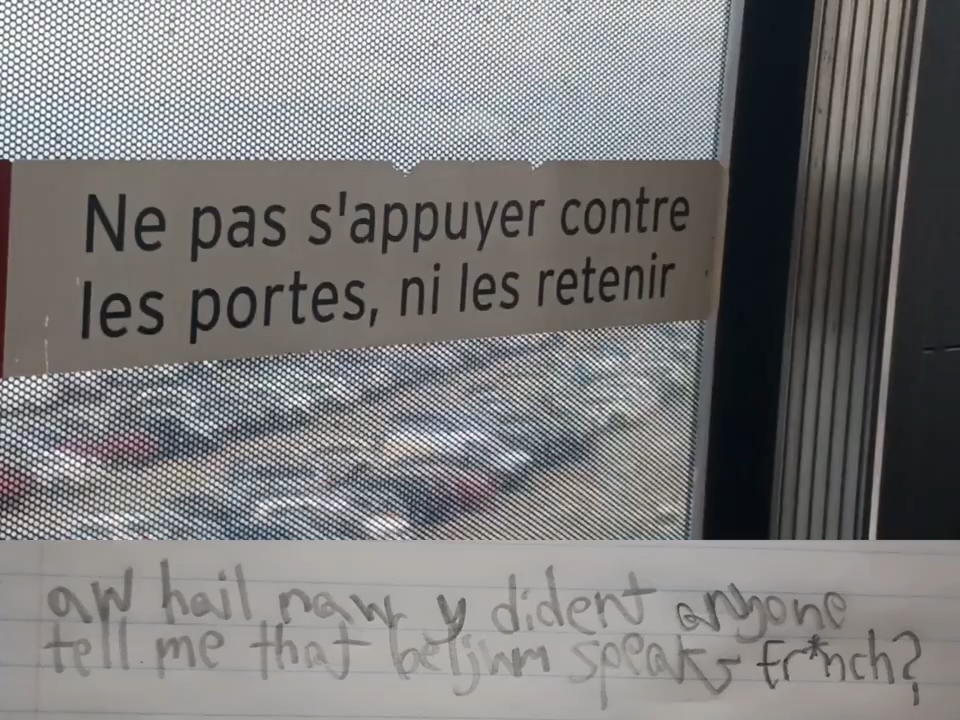 Ne pas s'appuyer contre
les portes, ni les retenir
aw hail naw y dident anyone
tell me that beljum speaks fr*nch?